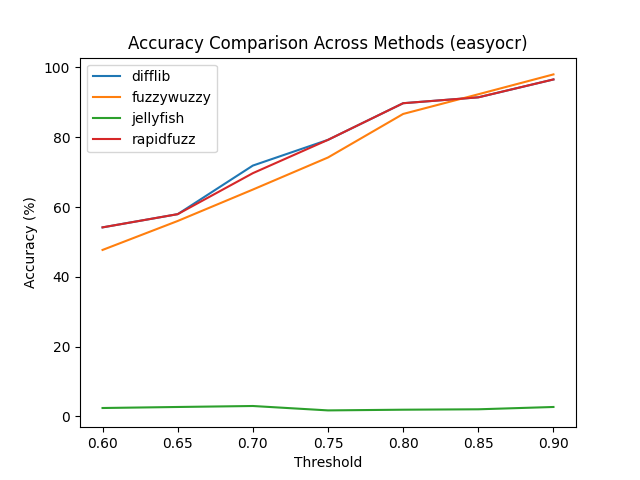 Accuracy Comparison Across Methods (easyocr)
difflib
fuzzywuzzy
jellyfish
rapidfuzz
Accuracy (%)
100
80
60
40
20
0
0.60 0.65 0.70 0.75 0.80 0.85 0.90
Threshold